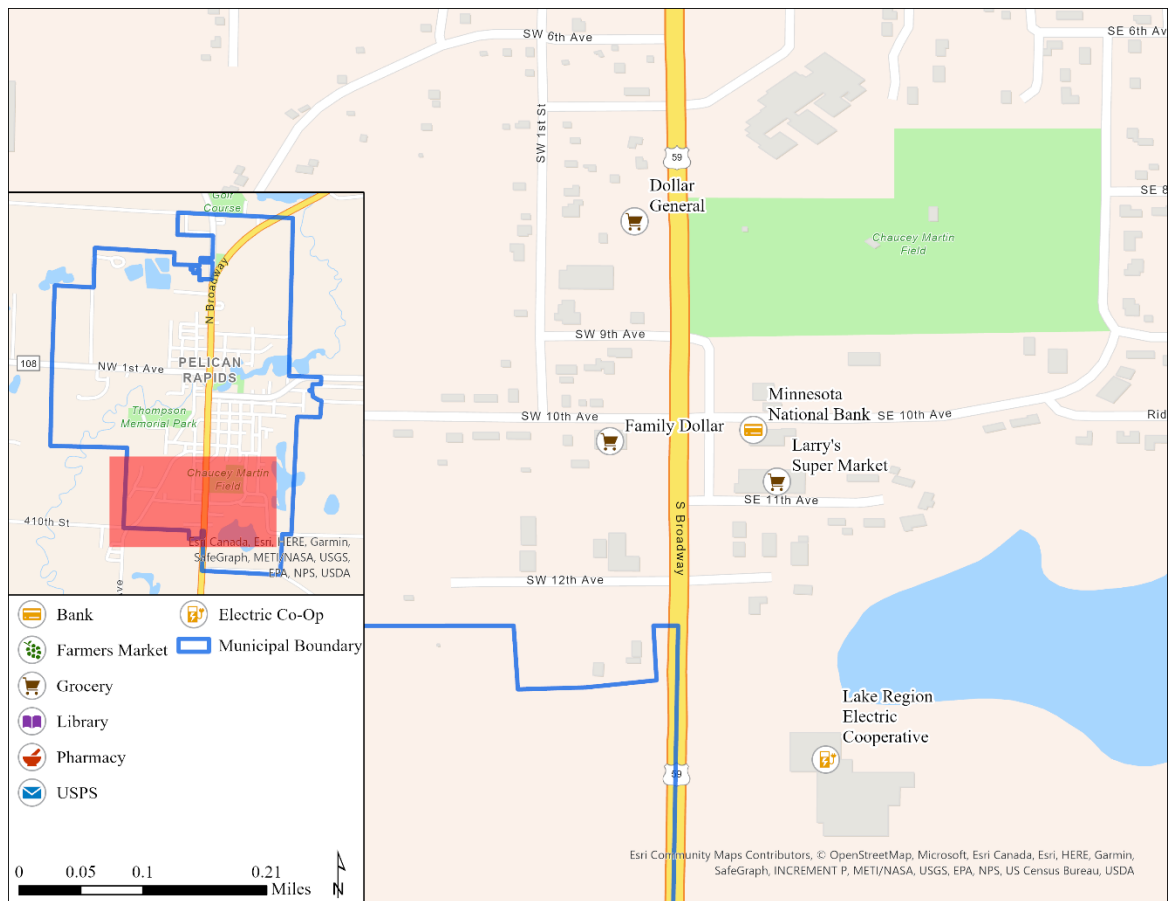 SW 6th Ave
SE 6th Av
SW 1st St
59
Dollar
General
SE 8
Chaucey Martin
Field
SW 9th Ave
Minnesota
National Bank
SW 10th Ave
SE 10th Ave
Rid
Family Dollar
Larry's
Super Market
SE 11th Ave
S Broadway
SW 12th Ave
Lake Region
Electric
Cooperative
59
Golf
Course
N Broadway
108
NW 1st Ave
PELICAN
RAPIDS
Thompson
Memorial Park
Chaucey Martin
Field
410th St
Ave
Esri Canada, Esri, HERE, Garmin,
SafeGraph, METI/NASA, USGS,
EPA, NPS, USDA
Bank
Electric Co-Op
Farmers Market
Municipal Boundary
Grocery
Library
Pharmacy
USPS
0 0.05 0.1 0.21
Miles
N
Esri Community Maps Contributors, © OpenStreetMap, Microsoft, Esri Canada, Esri, HERE, Garmin,
SafeGraph, INCREMENT P, METI/NASA, USGS, EPA, NPS, US Census Bureau, USDA